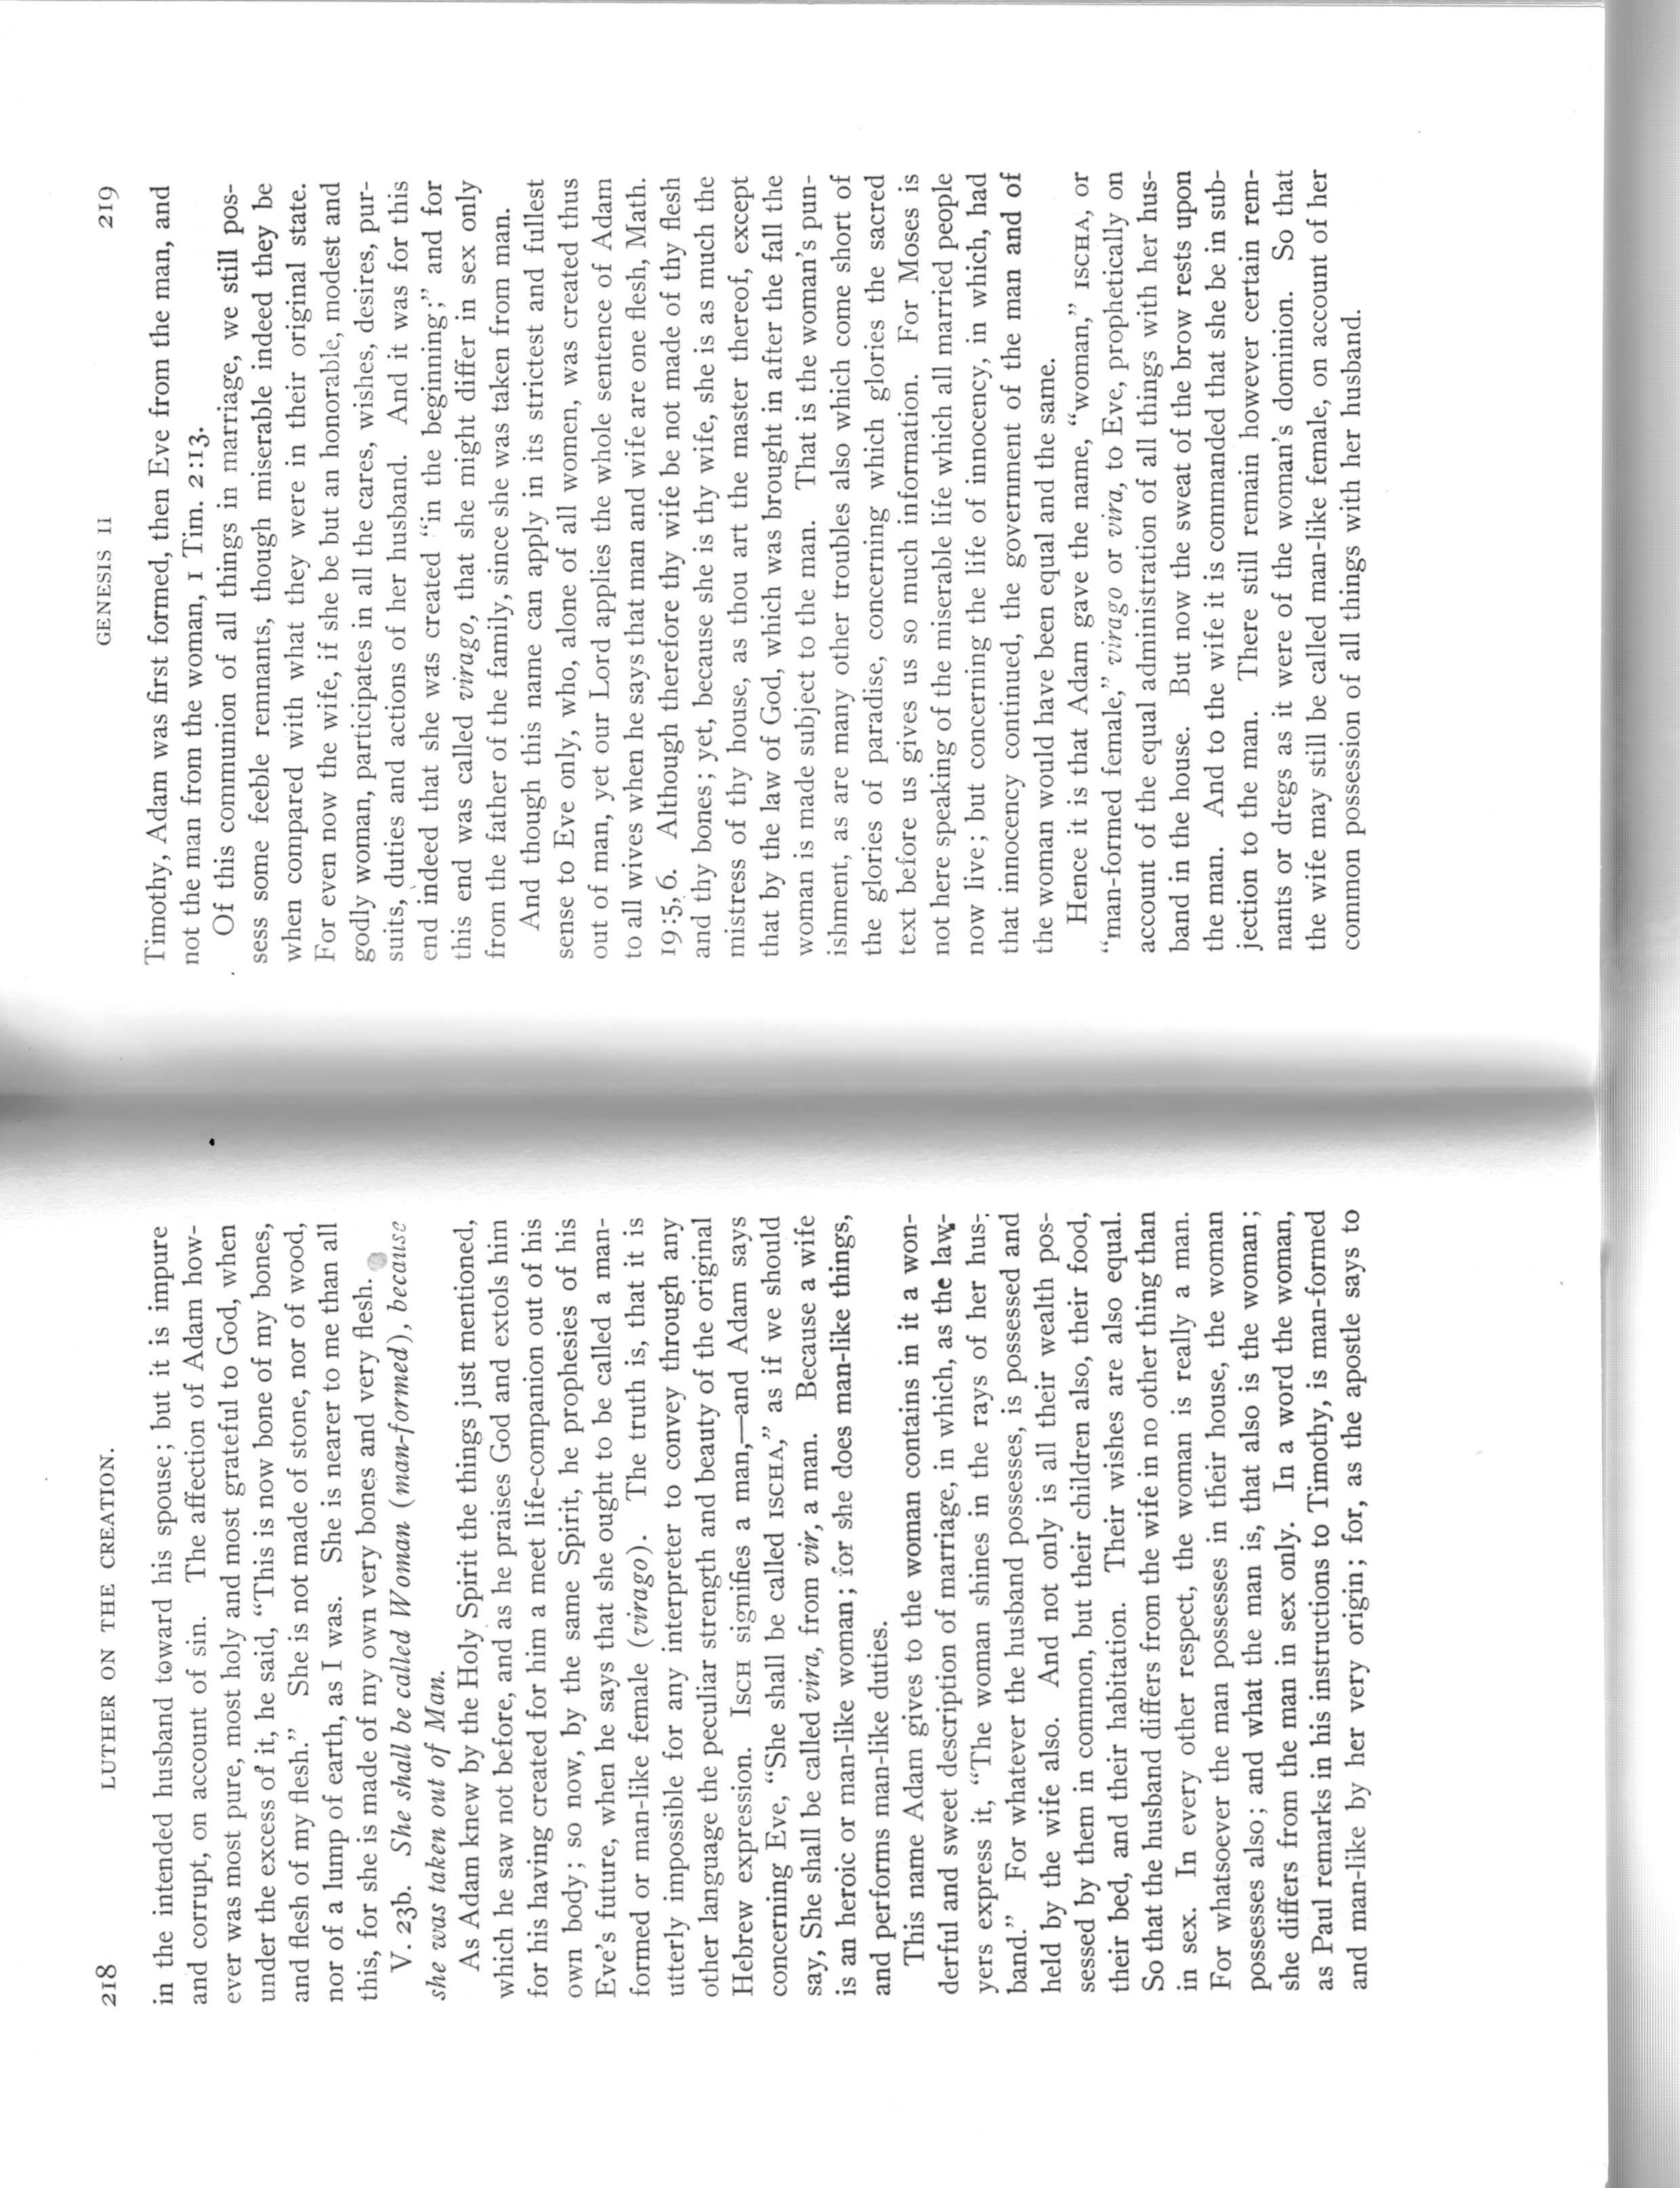 218 LUTHER ON THE CREATION.
in the intended husband toward his spouse; but it is impure
and corrupt, on account of sin. The affection of Adam how-
ever was most pure, most holy and most grateful to God, when
under the excess of it, he said, “This is now bone of my bones,
and flesh of my flesh.” She is not made of stone, nor of wood,
nor of a lump of earth, as I was. She is nearer to me than all
this, for she is made of my own very bones and very flesh.
V. 23b. She shall be called Woman (man-formed), because
she was taken out of Man.
As Adam knew by the Holy Spirit the things just mentioned,
which he saw not before, and as he praises God and extols him
for his having created for him a meet life-companion out of his
own body; so now, by the same Spirit, he prophesies of his
Eve’s future, when he says that she ought to be called a man-
formed or man-like female (virago). The truth is, that it is
utterly impossible for any interpreter to convey through any
other language the peculiar strength and beauty of the original
Hebrew expression. ISCH signifies a man,—and Adam says
concerning Eve, “She shall be called ISCHA,” as if we should
say, She shall be called vira, from vir, a man. Because a wife
is an heroic or man-like woman; for she does man-like things,
and performs man-like duties.
This name Adam gives to the woman contains in it a won-
derful and sweet description of marriage, in which, as the law-
yers express it, “The woman shines in the rays of her hus-
band.” For whatever the husband possesses, is possessed and
held by the wife also. And not only is all their wealth pos-
sessed by them in common, but their children also, their food,
their bed, and their habitation. Their wishes are also equal.
So that the husband differs from the wife in no other thing than
in sex. In every other respect, the woman is really a man.
For whatsoever the man possesses in their house, the woman
possesses also; and what the man is, that also is the woman;
she differs from the man in sex only. In a word the woman,
as Paul remarks in his instructions to Timothy, is man-formed
and man-like by her very origin; for, as the apostle says to
GENESIS II 219
Timothy, Adam was first formed, then Eve from the man, and
not the man from the woman, 1 Tim. 2:13.
Of this communion of all things in marriage, we still pos-
sess some feeble remnants, though miserable indeed they be
when compared with what they were in their original state.
For even now the wife, if she be but an honorable, modest and
godly woman, participates in all the cares, wishes, desires, pur-
suits, duties and actions of her husband. And it was for this
end indeed that she was created “in the beginning;” and for
this end was called virago, that she might differ in sex only
from the father of the family, since she was taken from man.
And though this name can apply in its strictest and fullest
sense to Eve only, who, alone of all women, was created thus
out of man, yet our Lord applies the whole sentence of Adam
to all wives when he says that man and wife are one flesh, Math.
19:5, 6. Although therefore thy wife be not made of thy flesh
and thy bones; yet, because she is thy wife, she is as much the
mistress of thy house, as thou art the master thereof, except
that by the law of God, which was brought in after the fall the
woman is made subject to the man. That is the woman’s pun-
ishment, as are many other troubles also which come short of
the glories of paradise, concerning which glories the sacred
text before us gives us so much information. For Moses is
not here speaking of the miserable life which all married people
now live; but concerning the life of innocency, in which, had
that innocency continued, the government of the man and of
the woman would have been equal and the same.
Hence it is that Adam gave the name, “woman,” ISCHA, or
“man-formed female,” virago or vira, to Eve, prophetically on
account of the equal administration of all things with her hus-
band in the house. But now the sweat of the brow rests upon
the man. And to the wife it is commanded that she be in sub-
jection to the man. There still remain however certain rem-
nants or dregs as it were of the woman’s dominion. So that
the wife may still be called man-like female, on account of her
common possession of all things with her husband.